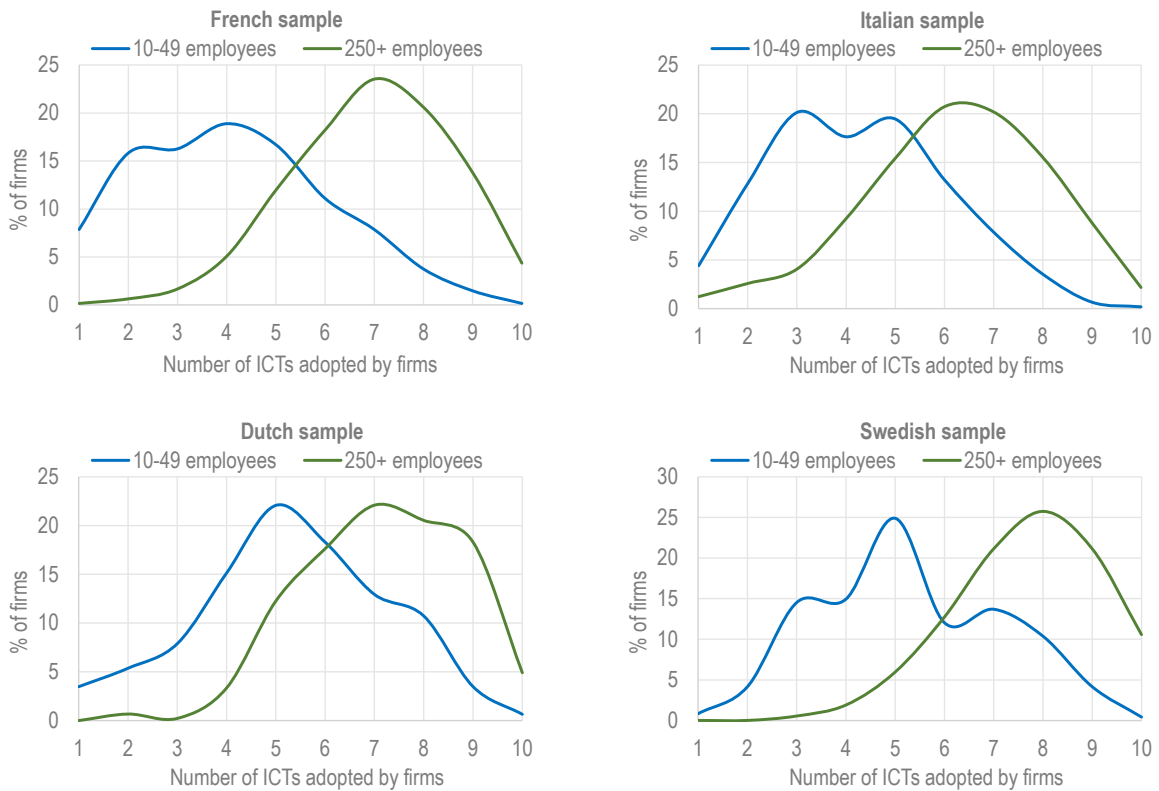 French sample
10-49 employees 250+ employees
% of firms
25
20
15
10
5
0
1 2 3 4 5 6 7 8 9 10
Number of ICTs adopted by firms
Italian sample
10-49 employees 250+ employees
% of firms
25
20
15
10
5
0
1 2 3 4 5 6 7 8 9 10
Number of ICTs adopted by firms
Dutch sample
10-49 employees 250+ employees
% of firms
25
20
15
10
5
0
1 2 3 4 5 6 7 8 9 10
Number of ICTs adopted by firms
Swedish sample
10-49 employees 250+ employees
% of firms
30
25
20
15
10
5
0
1 2 3 4 5 6 7 8 9 10
Number of ICTs adopted by firms